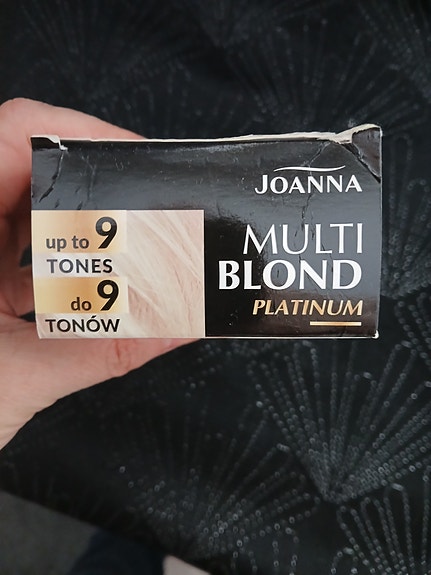 JOANNA
MULTI
BLOND
PLATINUM
up to 9
TONES
do 9
TONÓW